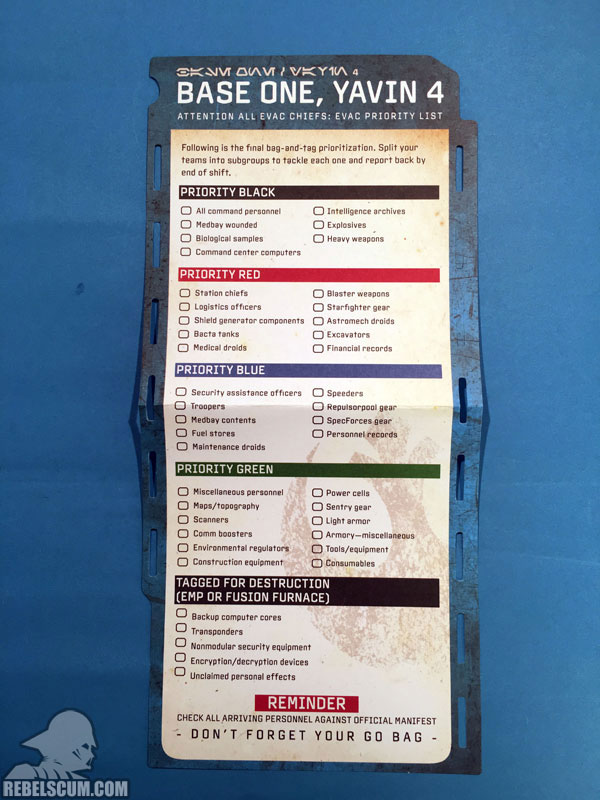 4
BASE ONE, YAVIN 4
ATTENTION ALL EVAC CHIEFS: EVAC PRIORITY LIST
Following is the final bag-and-tag prioritization. Split your
teams into subgroups to tackle each one and report back by
end of shift.
PRIORITY BLACK
All command personnel
Medbay wounded
Biological samples
Command center computers
Intelligence archives
Explosives
Heavy weapons
PRIORITY RED
Station chiefs
Logistics officers
Shield generator components
Bacta tanks
Medical droids
Blaster weapons
Starfighter gear
Astromech droids
Excavators
Financial records
PRIORITY BLUE
Security assistance officers
Troopers
Medbay contents
Fuel stores
Maintenance droids
Speeders
Repulsorpool gear
SpecForces gear
Personnel records
PRIORITY GREEN
Miscellaneous personnel
Maps/topography
Scanners
Comm boosters
Environmental regulators
Construction equipment
Power cells
Sentry gear
Light armor
Armory—miscellaneous
Tools/equipment
Consumables
TAGGED FOR DESTRUCTION
(EMP OR FUSION FURNACE)
Backup computer cores
Transponders
Nonmodular security equipment
Encryption/decryption devices
Unclaimed personal effects
REMINDER
CHECK ALL ARRIVING PERSONNEL AGAINST OFFICIAL MANIFEST
- DON'T FORGET YOUR GO BAG -
REBELSCUM.COM